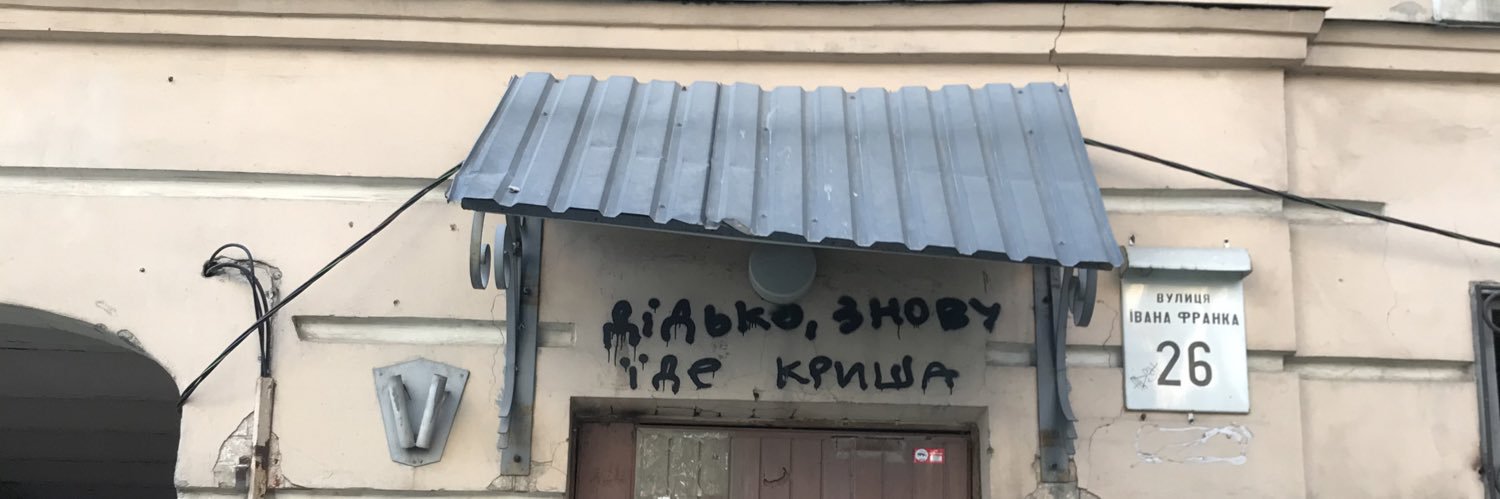 дідько, знову
їде криша
ВУЛИЦЯ
ІВАНА ФРАНКА
26